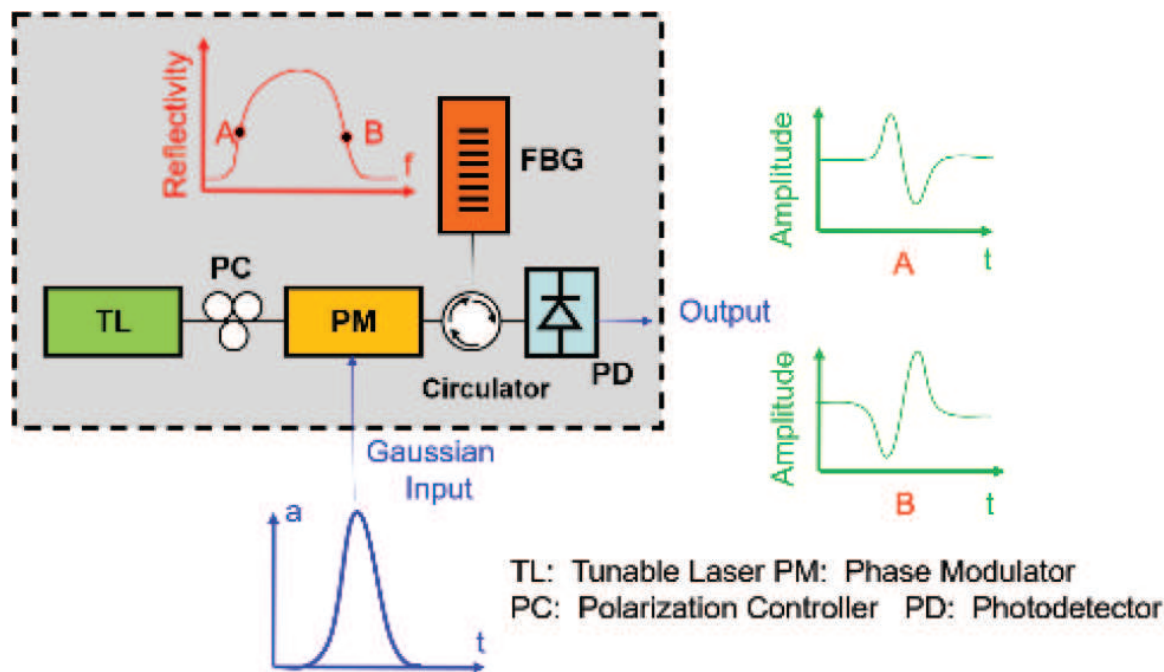 Reflectivity
A
B
f
FBG
PC
TL
PM
Circulator
PD
Output
Gaussian
Input
a
t
Amplitude
t
A
Amplitude
t
B
TL: Tunable Laser PM: Phase Modulator
PC: Polarization Controller PD: Photodetector